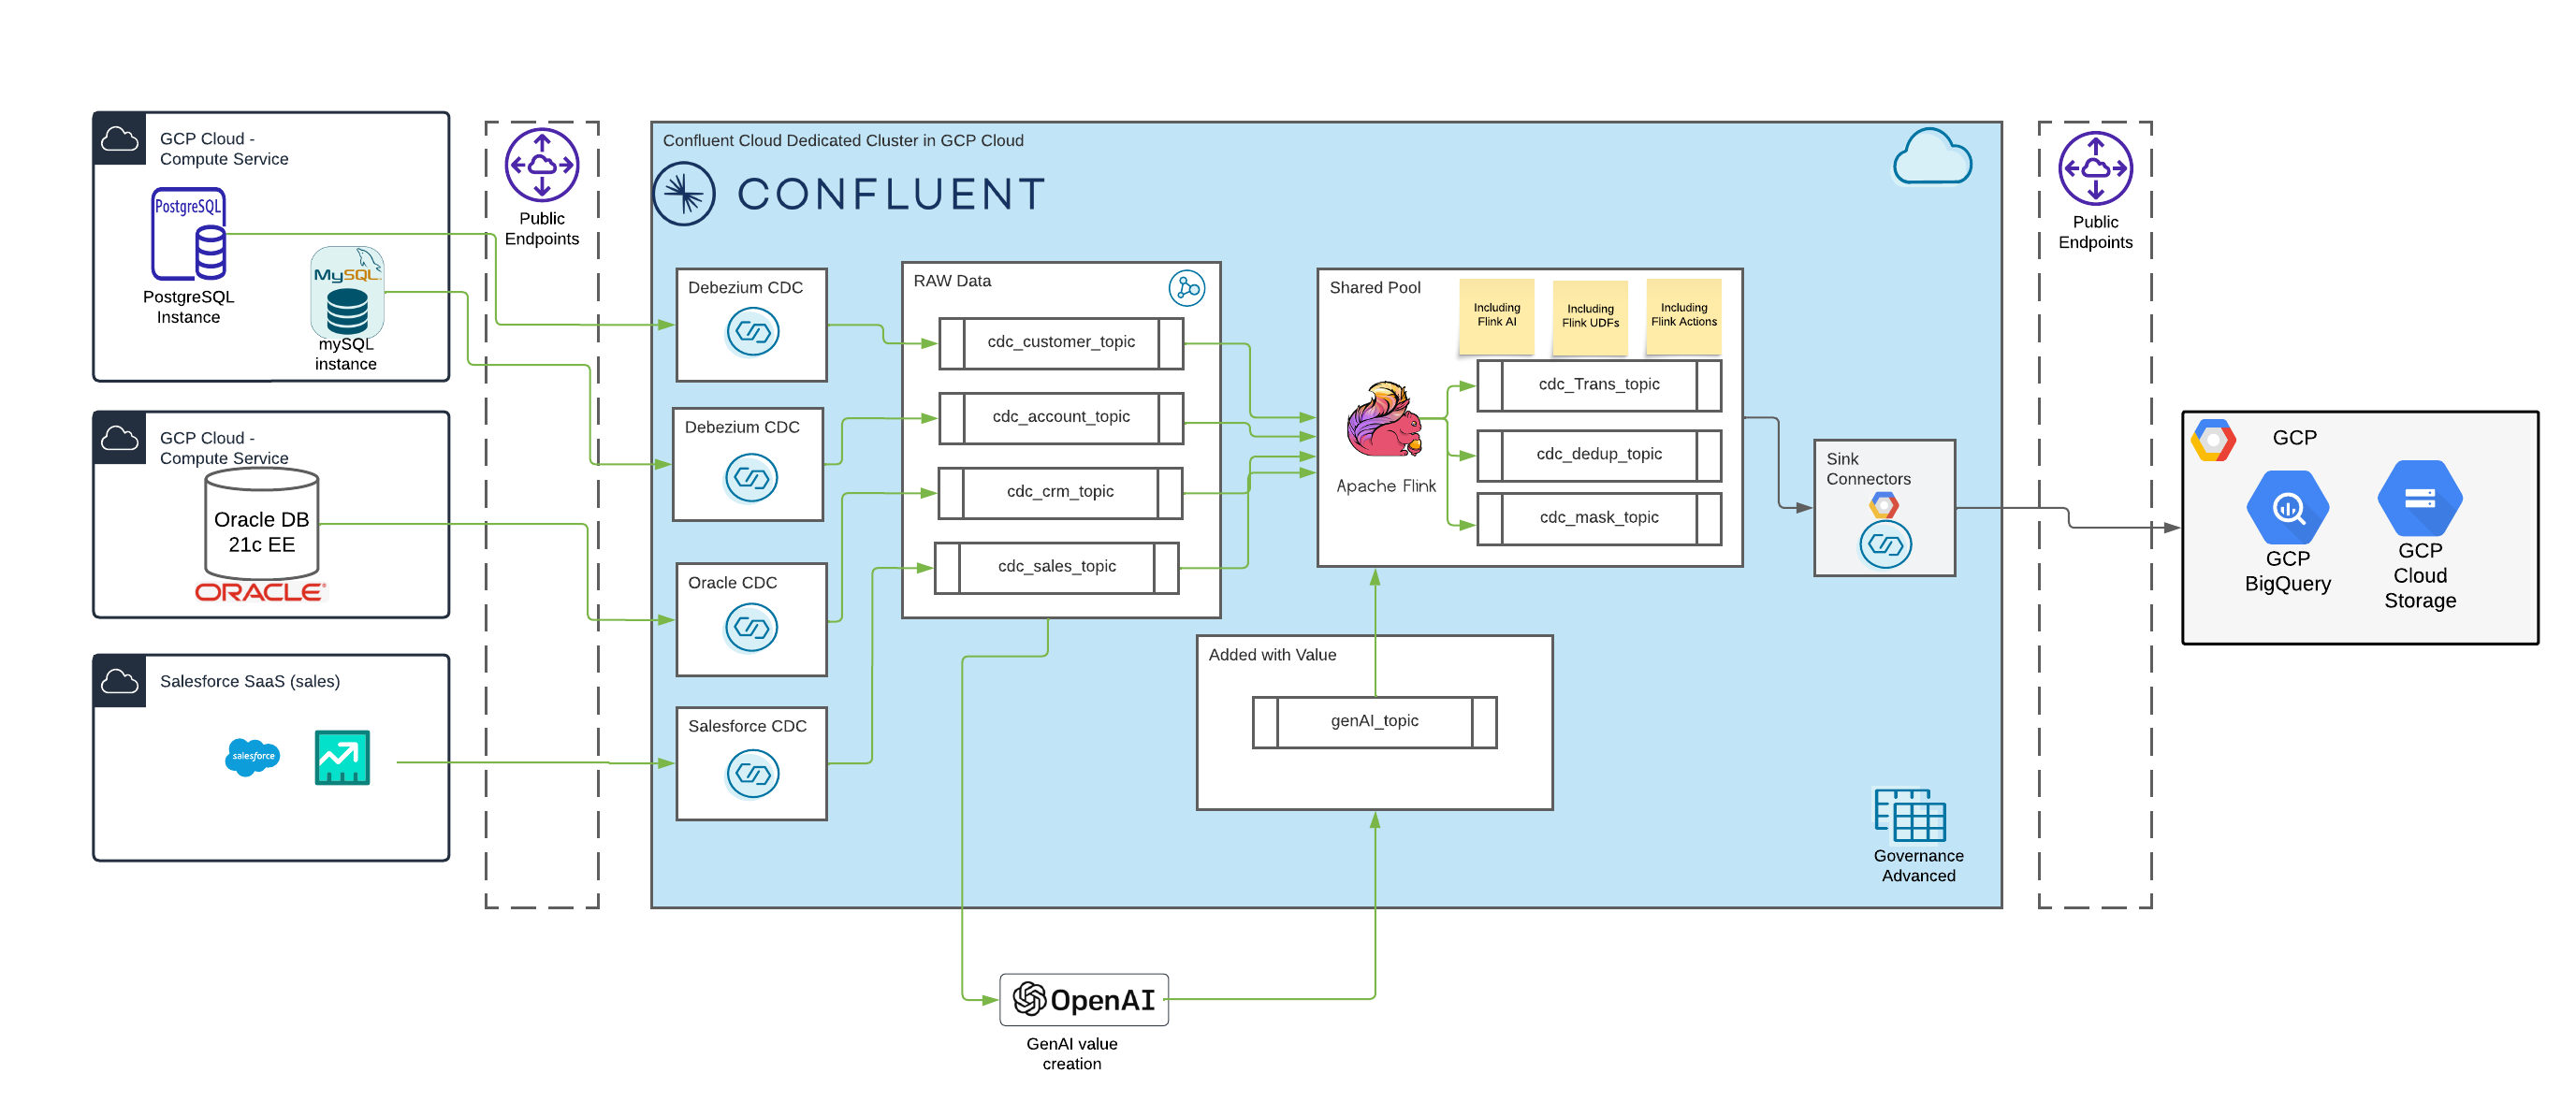 GCP Cloud -
Compute Service
PostgreSQL
PostgreSQL
Instance
MySQL
mySQL
instance
GCP Cloud -
Compute Service
Oracle DB
21c EE
ORACLE
Salesforce SaaS (sales)
salesforce
Public
Endpoints
Confluent Cloud Dedicated Cluster in GCP Cloud
CONFLUENT
Debezium CDC
Debezium CDC
Oracle CDC
Salesforce CDC
RAW Data
cdc_customer_topic
cdc_account_topic
cdc_crm_topic
cdc_sales_topic
Shared Pool
Including
Flink AI
Including
Flink UDFs
Including
Flink Actions
Apache Flink
cdc_Trans_topic
cdc_dedup_topic
cdc_mask_topic
Added with Value
genAI_topic
Sink
Connectors
Governance
Advanced
OpenAI
GenAI value
creation
Public
Endpoints
GCP
GCP
BigQuery
GCP
Cloud
Storage